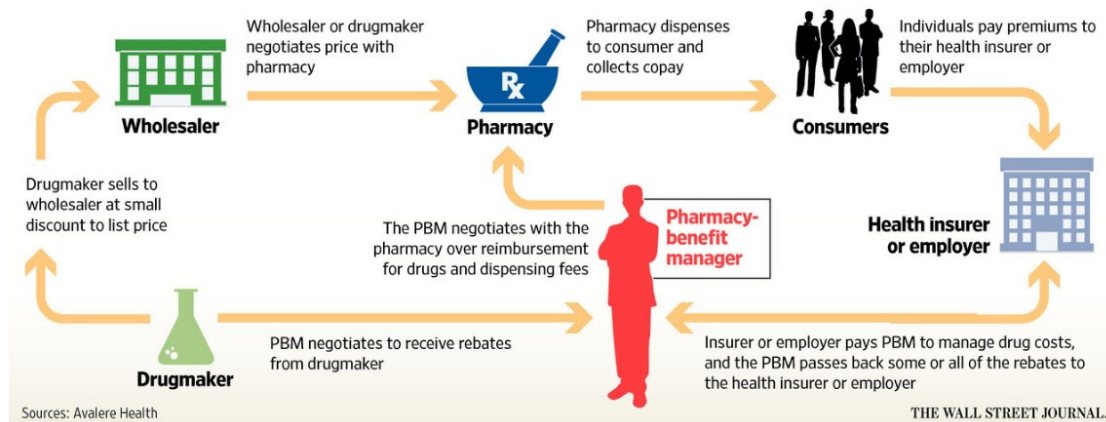 Wholesaler or drugmaker
negotiates price with
pharmacy
Pharmacy dispenses
to consumer and
collects copay
Individuals pay premiums to
their health insurer or
employer
Rx
Wholesaler
Pharmacy
Consumers
Drugmaker sells to
wholesaler at small
discount to list price
The PBM negotiates with the
pharmacy over reimbursement
for drugs and dispensing fees
Pharmacy-
benefit
manager
Health insurer
or employer
PBM negotiates to receive rebates
from drugmaker
Insurer or employer pays PBM to manage drug costs,
and the PBM passes back some or all of the rebates to
the health insurer or employer
Drugmaker
Sources: Avalere Health
THE WALL STREET JOURNAL.